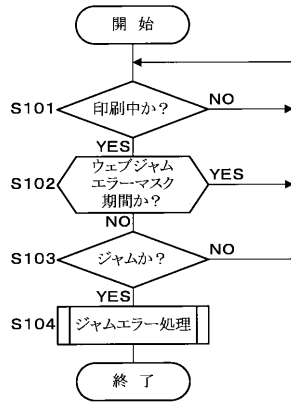 開 始
S101 印刷中か? NO
YES
S102 ウェブジャム
エラーマスク
期間か? YES
NO
S103 ジャムか? NO
YES
S104 ジャムエラー処理
終 了